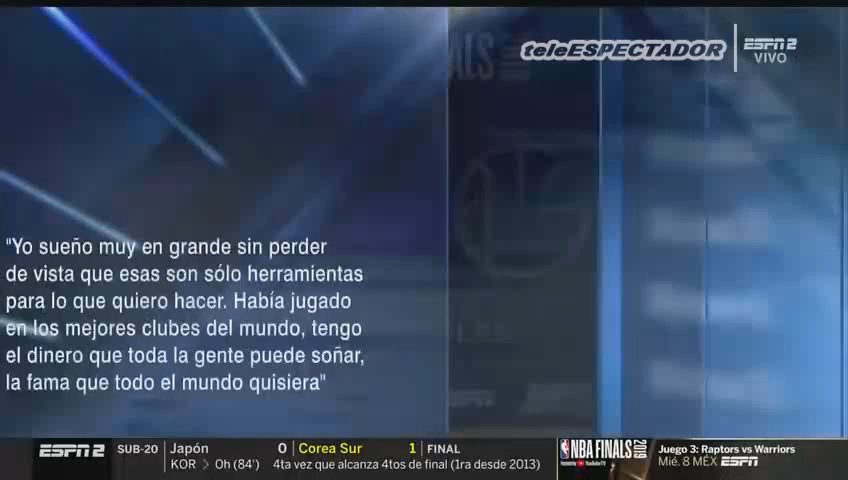 teleESPECTADOR
ESPN 2
VIVO
"Yo sueño muy en grande sin perder
de vista que esas son sólo herramientas
para lo que quiero hacer. Había jugado
en los mejores clubes del mundo, tengo
el dinero que toda la gente puede soñar,
la fama que todo el mundo quisiera"
ESPN 2
SUB-20
Japón 0 Corea Sur 1 FINAL
KOR > Oh (84') 4ta vez que alcanza 4tos de final (1ra desde 2013)
NBA FINALS 2019
Juego 3: Raptors vs Warriors
Mié. 8 MÉX ESPN